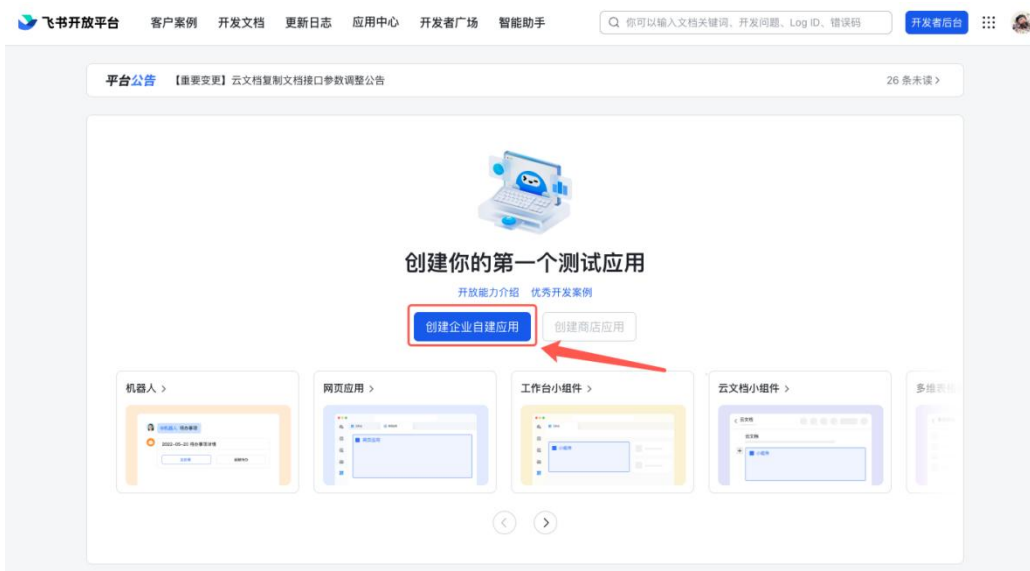 飞书开放平台 客户案例 开发文档 更新日志 应用中心 开发者广场 智能助手 你可以输入文档关键词、开发问题、Log ID、错误码 开发者后台
平台公告 【重要变更】云文档复制文档接口参数调整公告 26 条未读 >
创建你的第一个测试应用
开放能力介绍 优秀开发案例
创建企业自建应用 创建商店应用
机器人 > 网页应用 > 工作台小组件 > 云文档小组件 >